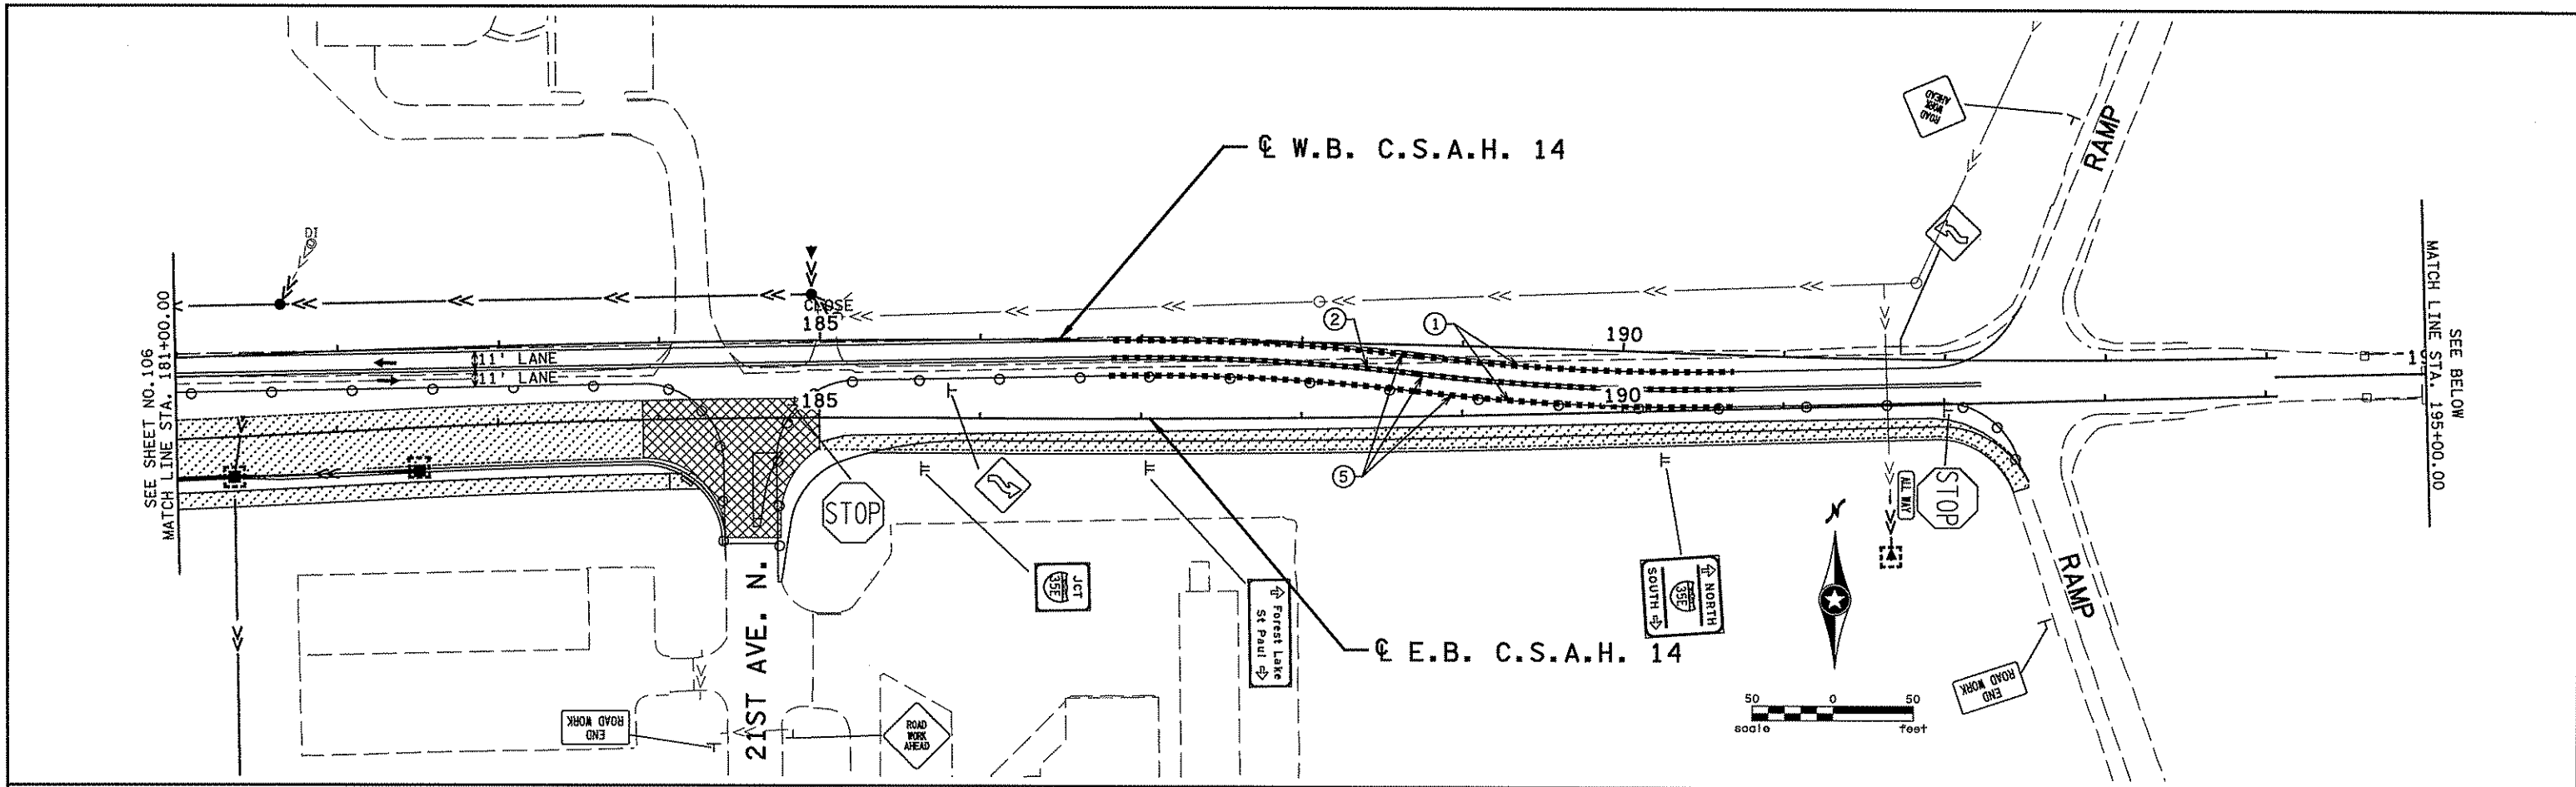 ROAD
WORK
AHEAD
RAMP
℄ W.B. C.S.A.H. 14
DI
CLOSE
185
2
1
190
SEE SHEET NO.106
MATCH LINE STA. 181+00.00
11' LANE
11' LANE
185
190
19
MATCH LINE STA. 195+00.00
SEE BELOW
5
STOP
ALL WAY
STOP
N
JCT
35E
Forest Lake
St Paul
NORTH
35E
SOUTH
RAMP
℄ E.B. C.S.A.H. 14
21ST AVE. N.
END
ROAD WORK
ROAD
WORK
AHEAD
50 0 50
scale feet
END
ROAD WORK